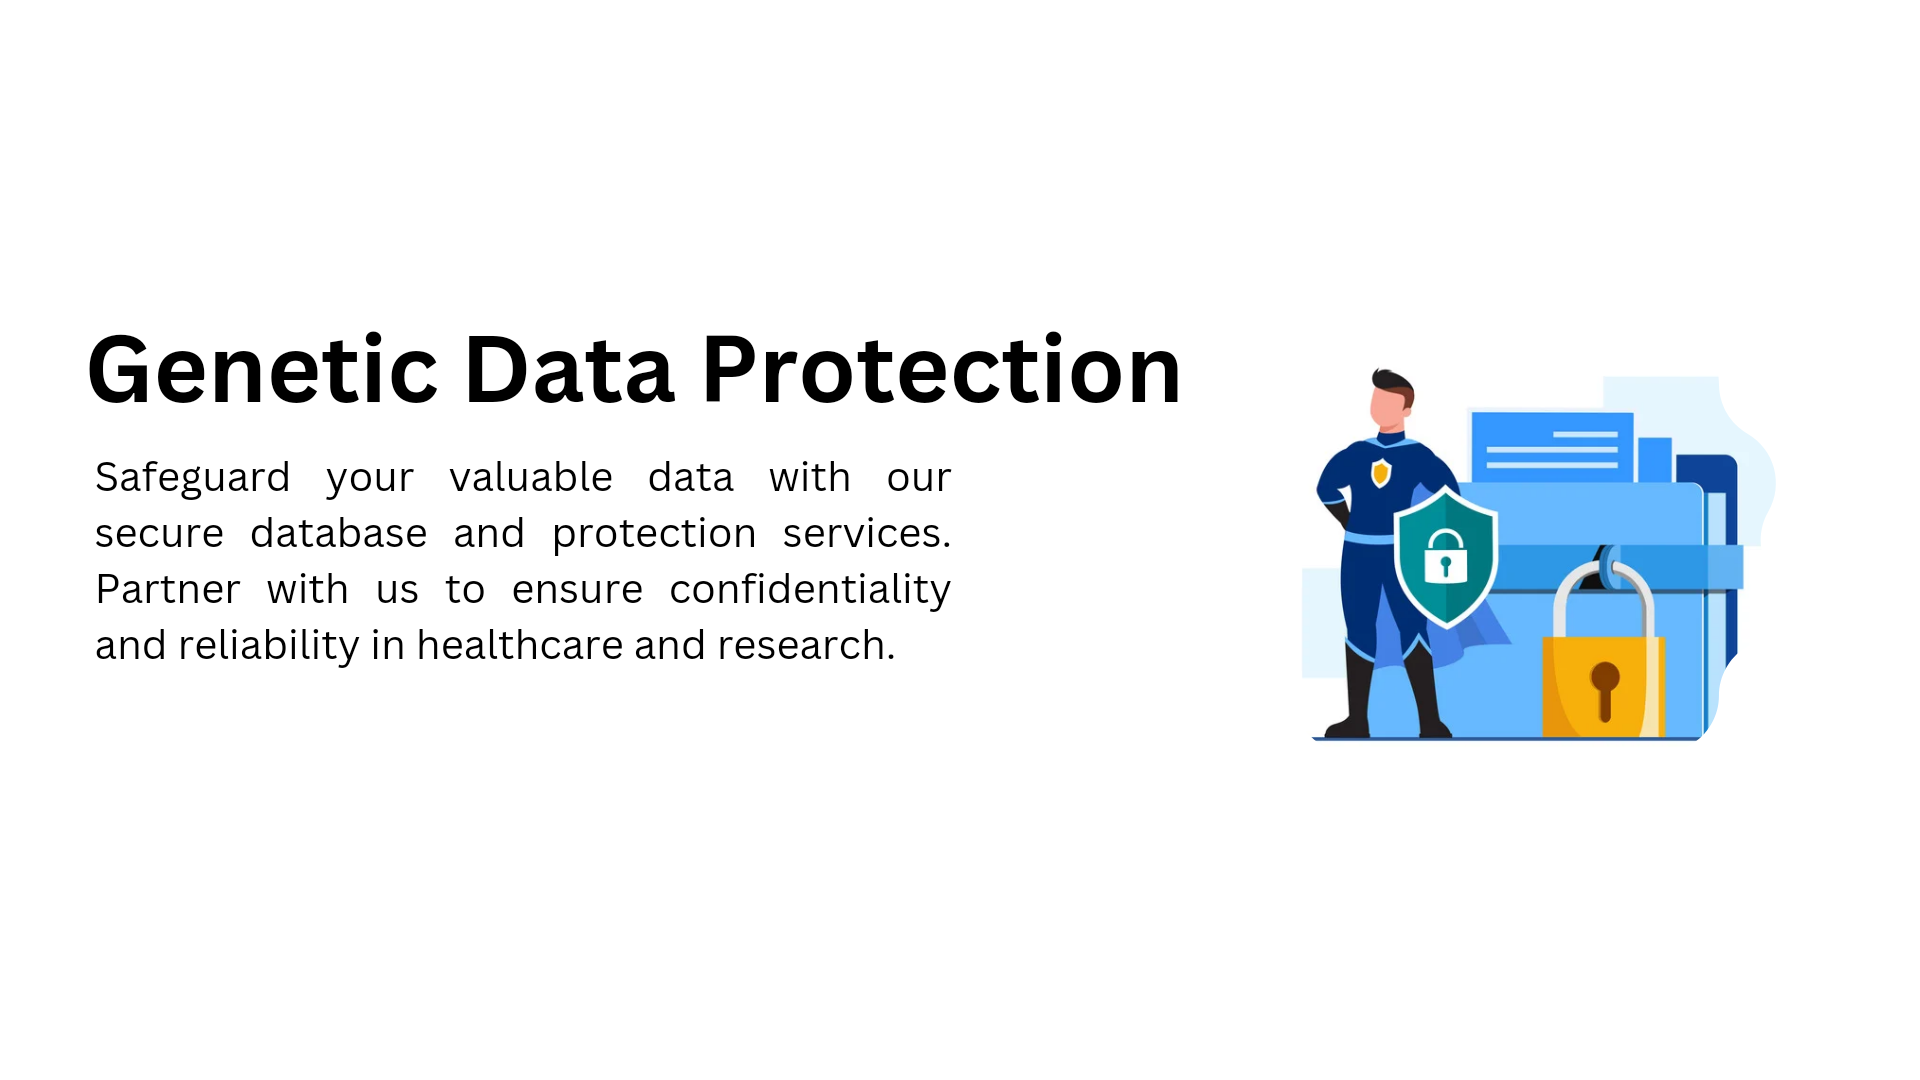 Genetic Data Protection
Safeguard your valuable data with our
secure database and protection services.
Partner with us to ensure confidentiality
and reliability in healthcare and research.